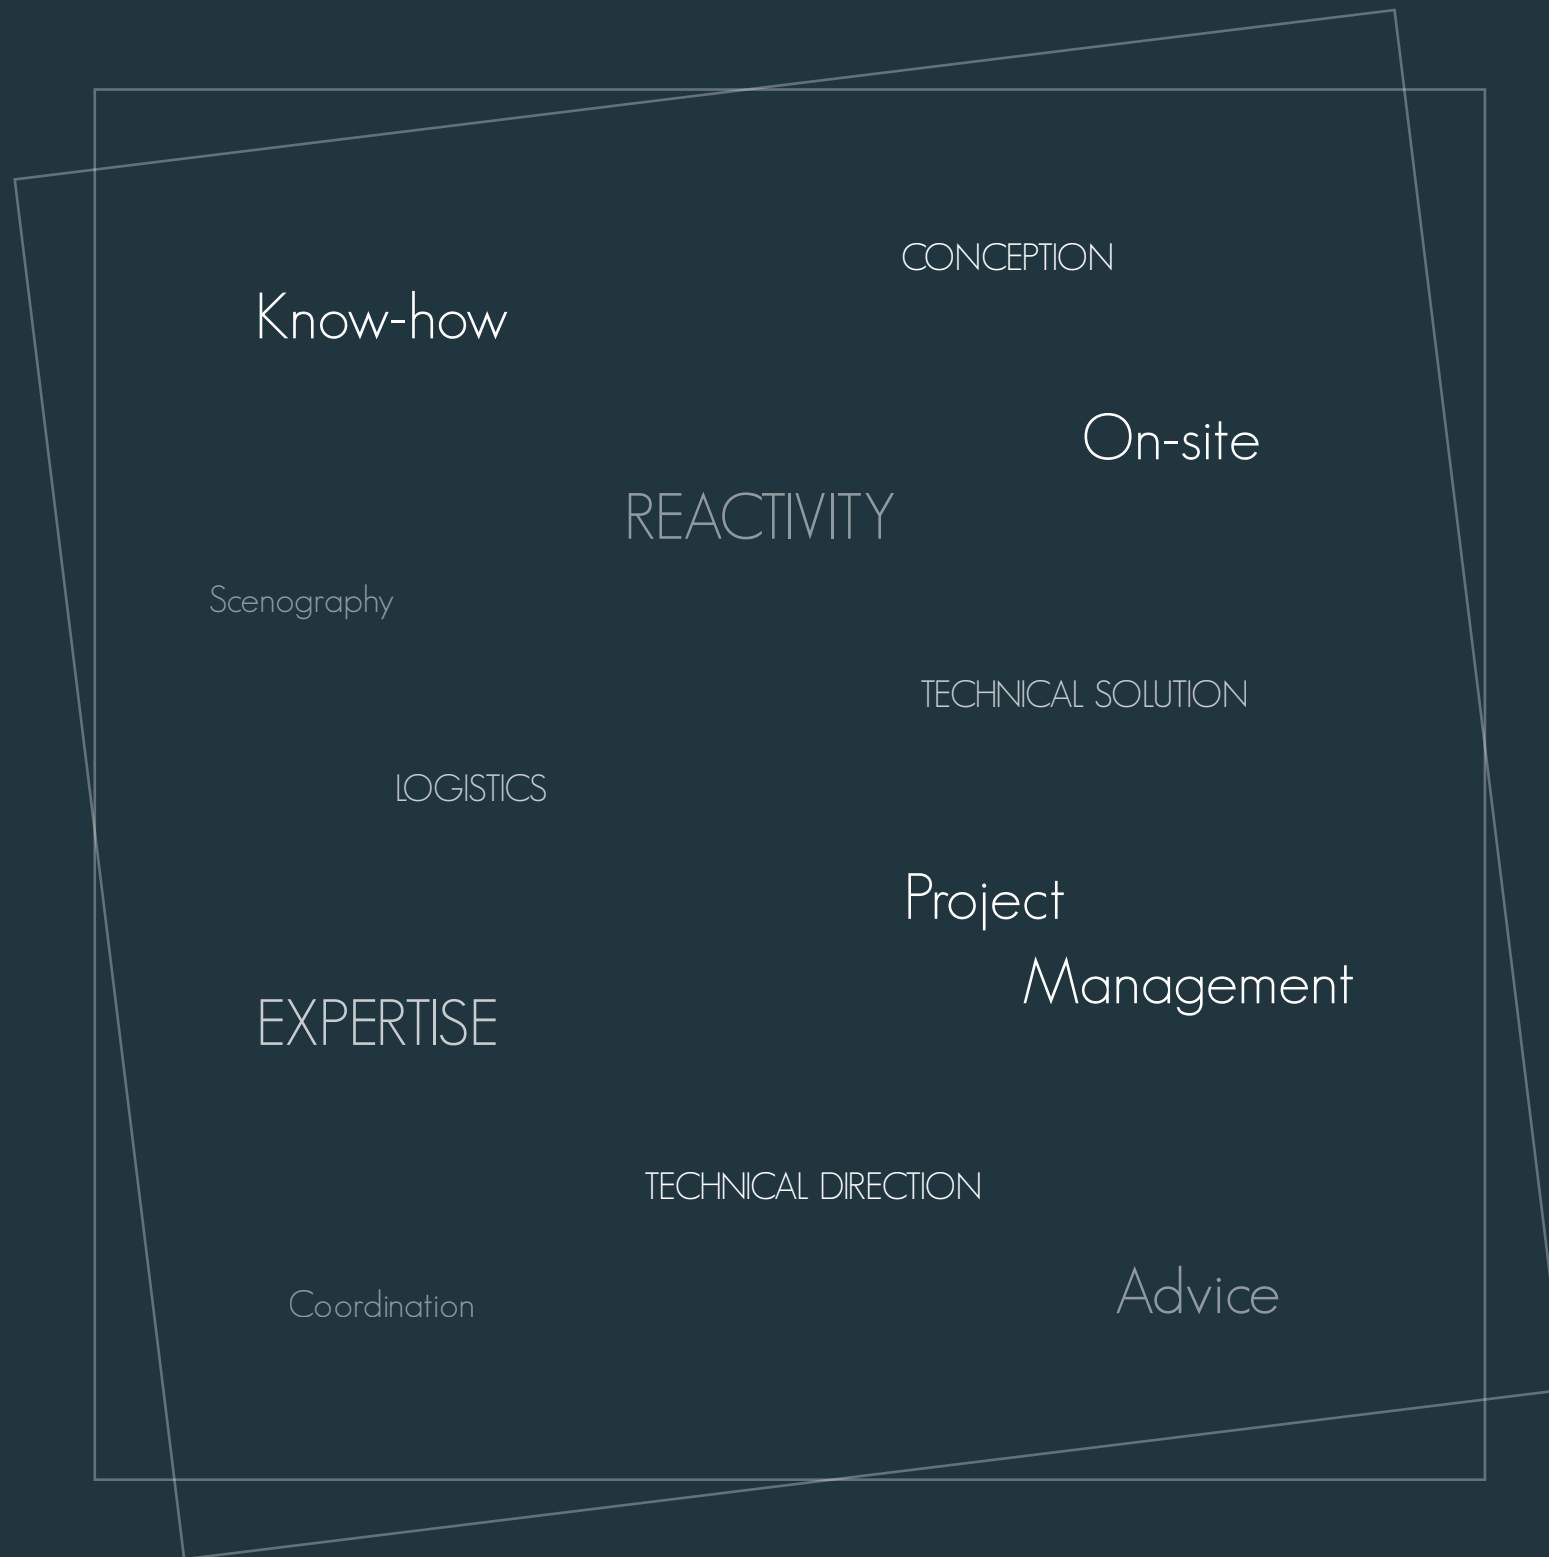 CONCEPTION
Know-how
On-site
REACTIVITY
Scenography
TECHNICAL SOLUTION
LOGISTICS
Project
Management
EXPERTISE
TECHNICAL DIRECTION
Advice
Coordination